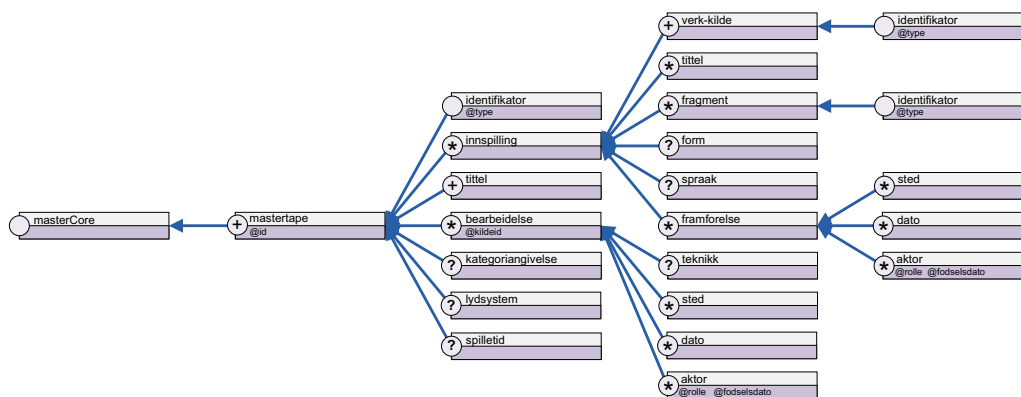 masterCore
+
mastertape
@id
identifikator
@type
*
innspilling
+
tittel
*
bearbeidelse
@kildeid
?
kategoriangivelse
?
lydsystem
?
spilletid
+
verk-kilde
*
tittel
*
fragment
?
form
?
spraak
*
framforelse
?
teknikk
*
sted
*
dato
*
aktor
@rolle @fodselsdato
identifikator
@type
identifikator
@type
*
sted
*
dato
*
aktor
@rolle @fodselsdato